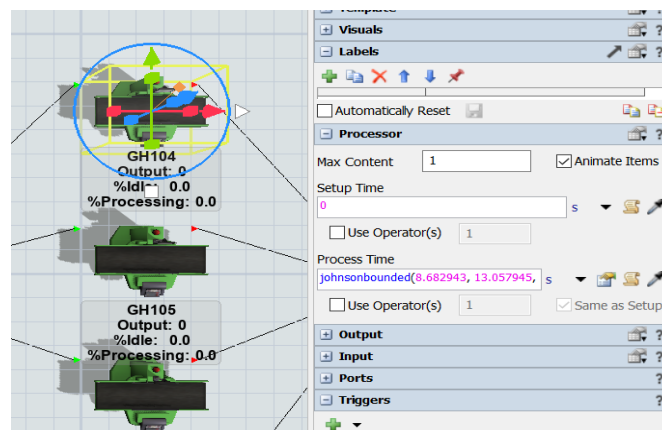 GH104
Output: 0
%Idle: 0.0
%Processing: 0.0
GH105
Output: 0
%Idle: 0.0
%Processing: 0.0
Visuals
Labels
Automatically Reset
Processor
Max Content 1 Animate Items
Setup Time
0 s
Use Operator(s) 1
Process Time
johnsonbounded(8.682943, 13.057945, s
Use Operator(s) 1 Same as Setup
Output
Input
Ports
Triggers